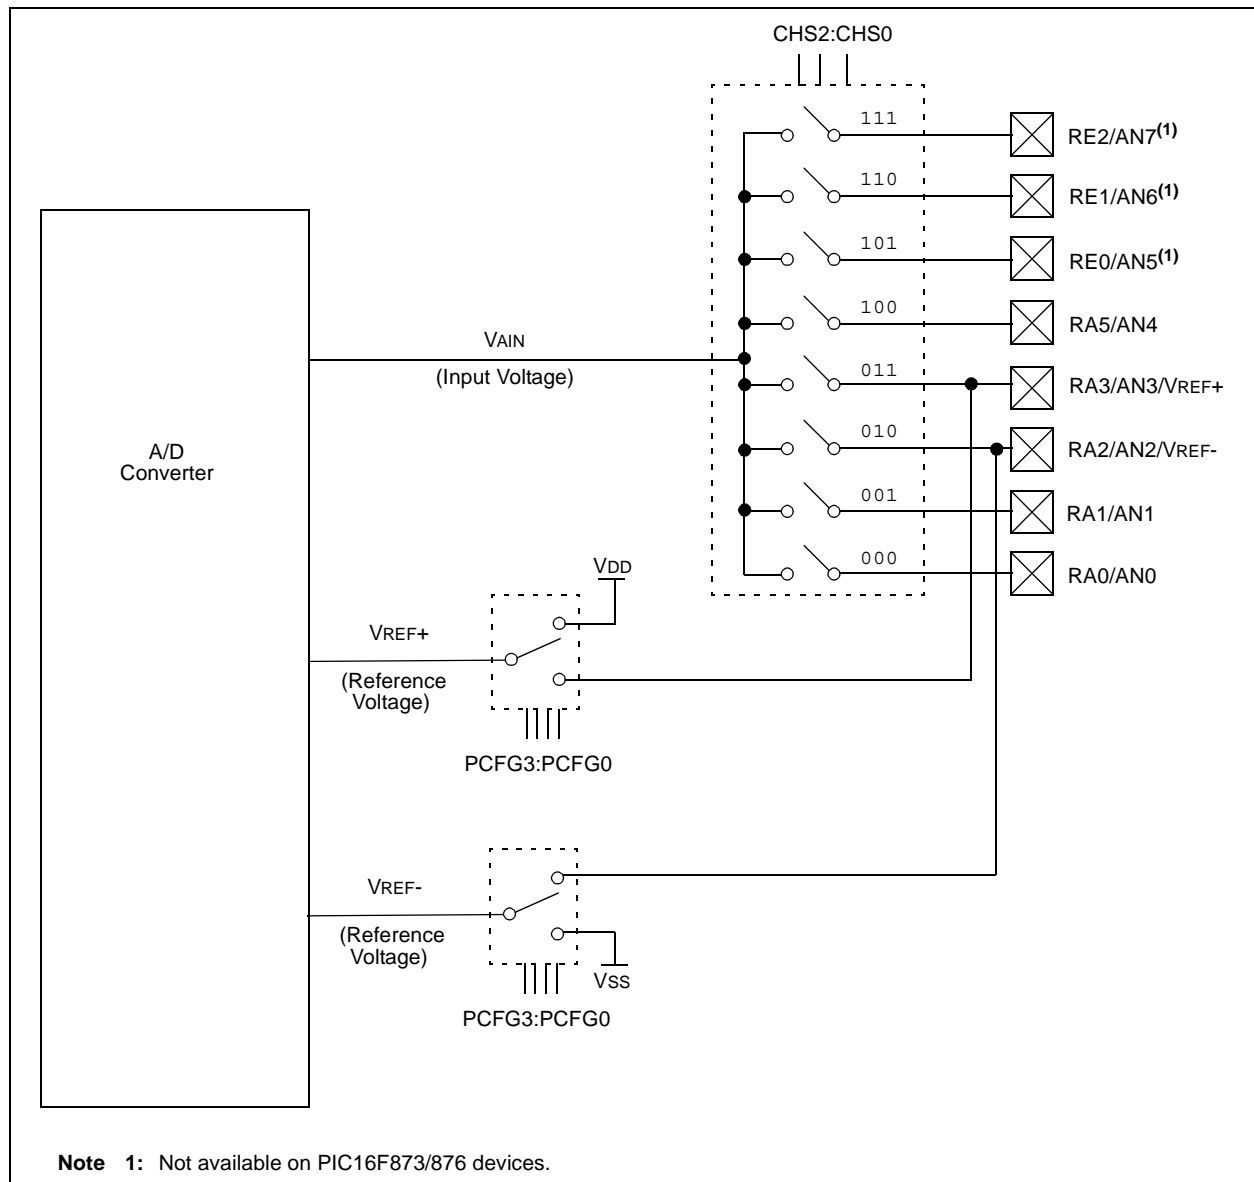 CHS2:CHS0
111
RE2/AN7(1)
110
RE1/AN6(1)
101
RE0/AN5(1)
100
RA5/AN4
VAIN
(Input Voltage)
011
RA3/AN3/VREF+
010
RA2/AN2/VREF-
A/D
Converter
001
RA1/AN1
000
RA0/AN0
VDD
VREF+
(Reference
Voltage)
PCFG3:PCFG0
VREF-
(Reference
Voltage)
VSS
PCFG3:PCFG0
Note 1: Not available on PIC16F873/876 devices.